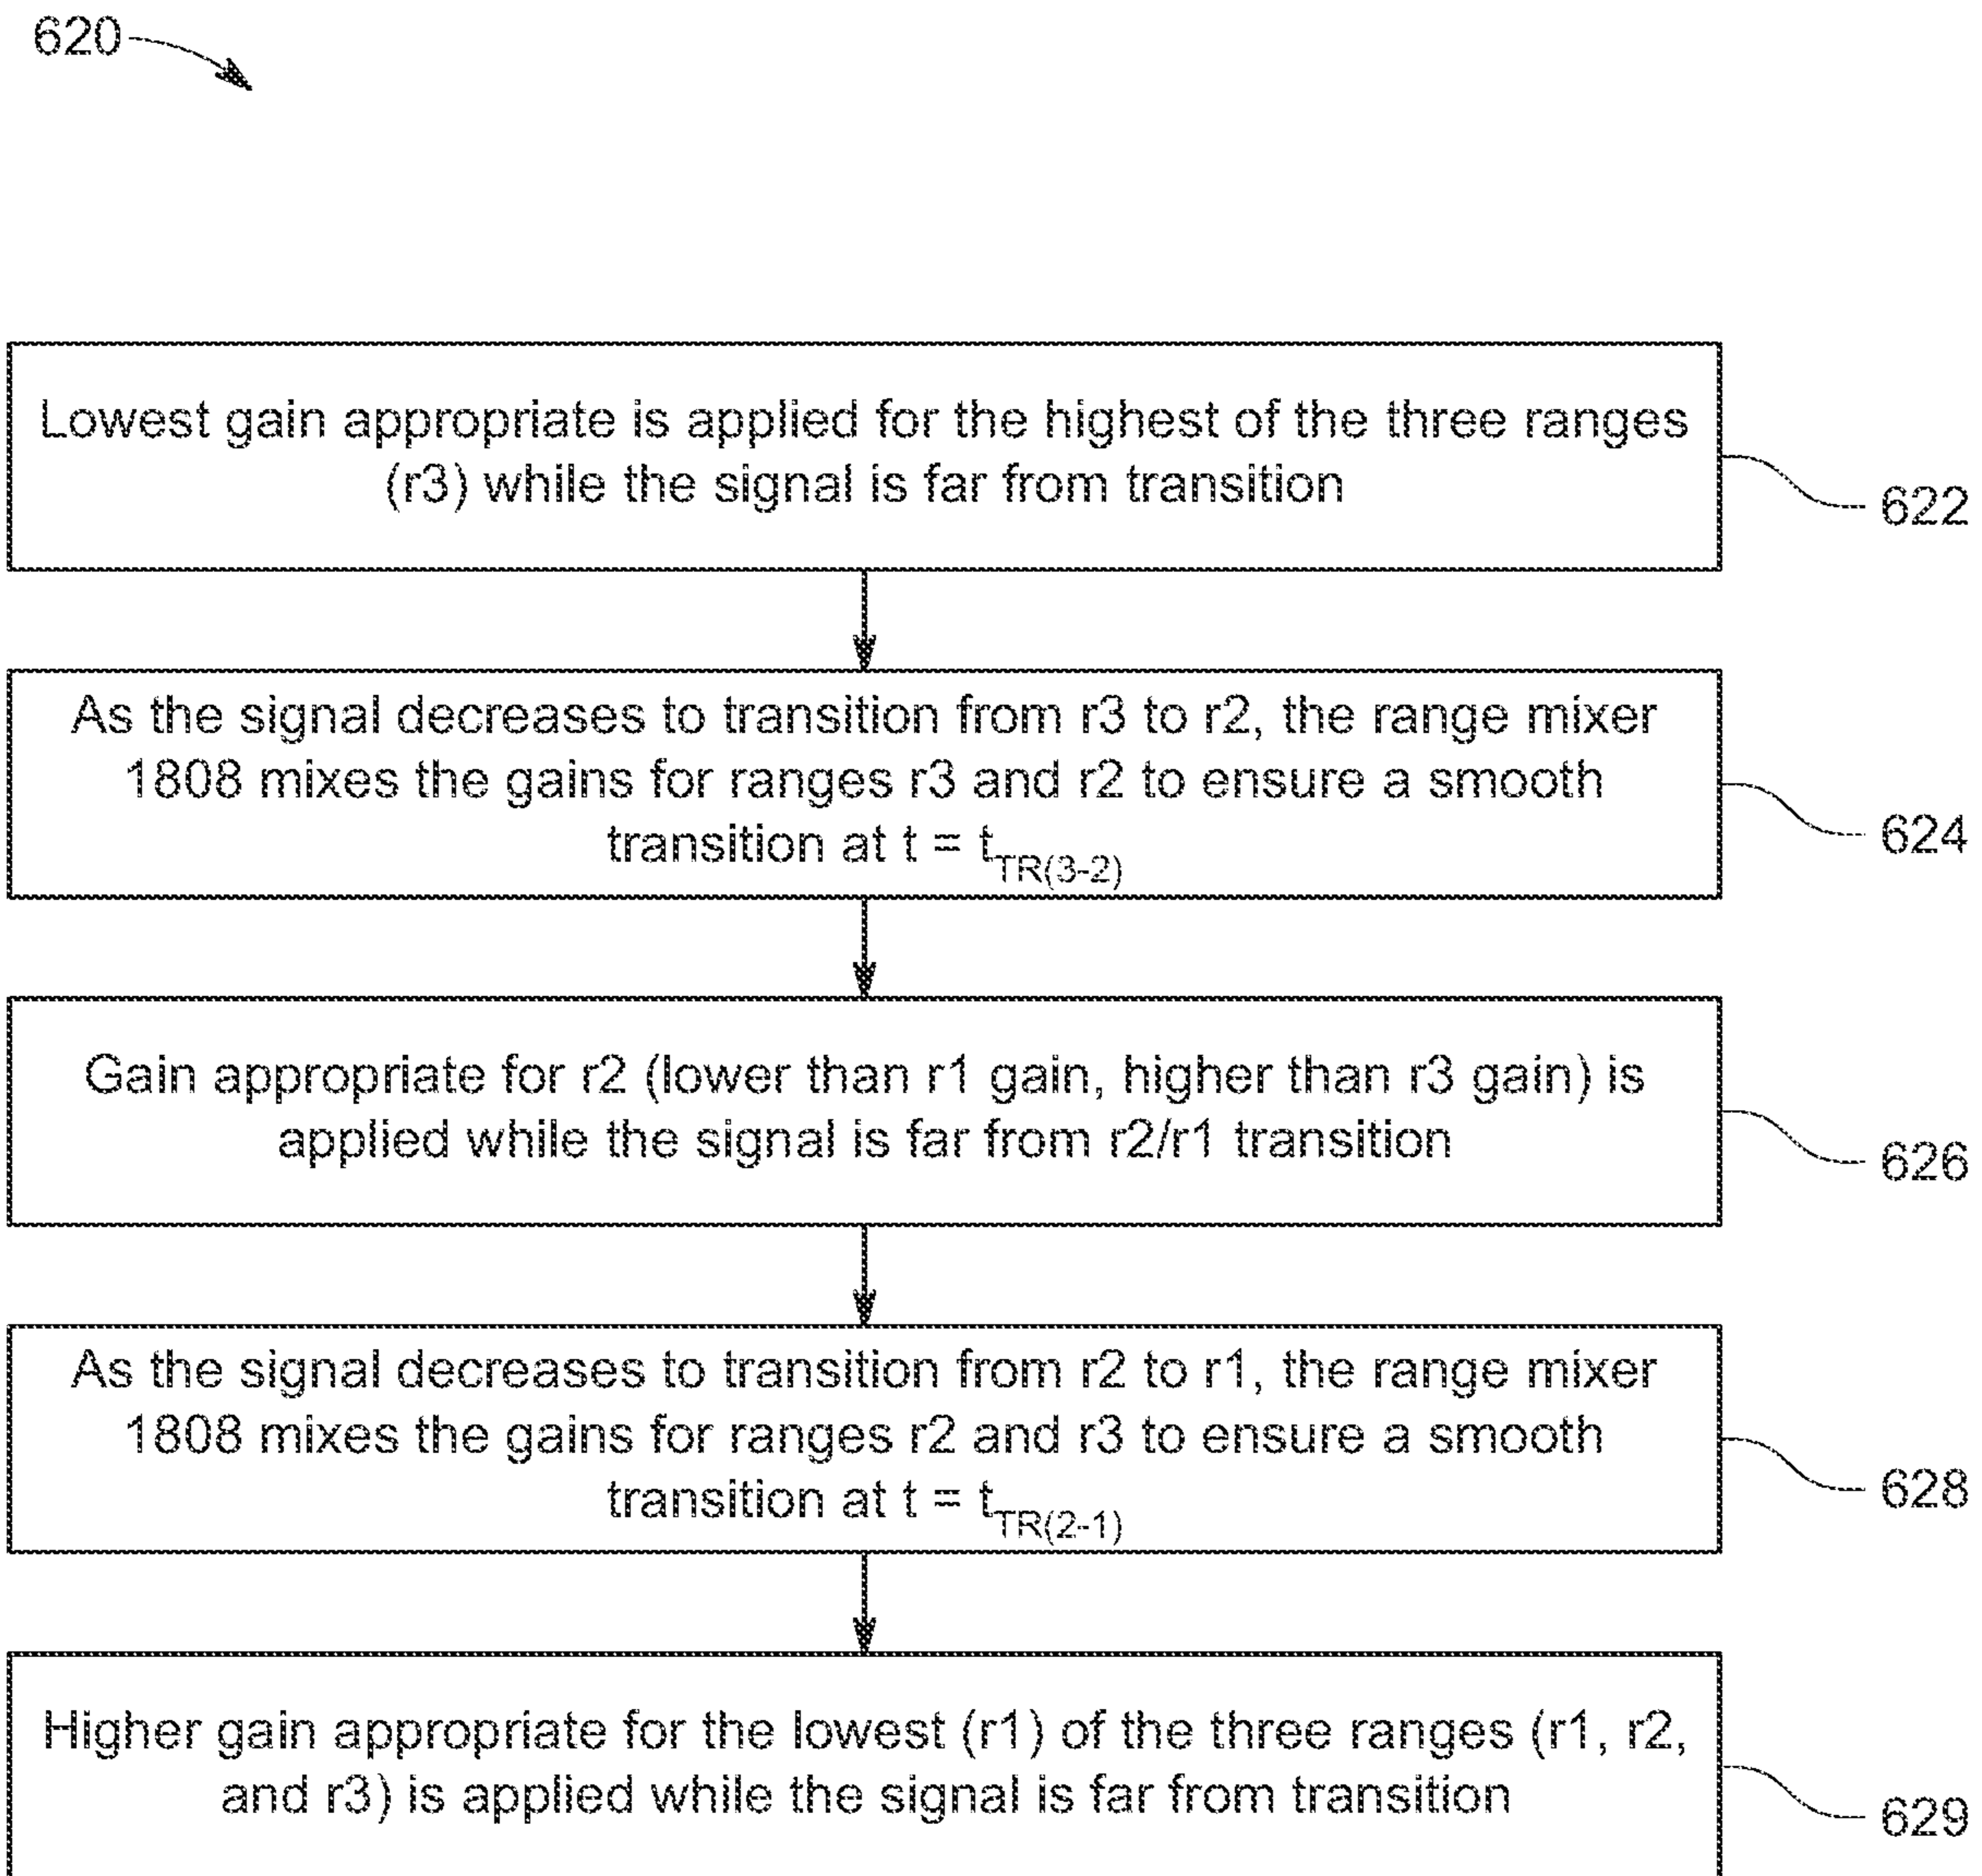 620
Lowest gain appropriate is applied for the highest of the three ranges
(r3) while the signal is far from transition
622
As the signal decreases to transition from r3 to r2, the range mixer
1808 mixes the gains for ranges r3 and r2 to ensure a smooth
transition at t = tTR(3-2)
624
Gain appropriate for r2 (lower than r1 gain, higher than r3 gain) is
applied while the signal is far from r2/r1 transition
626
As the signal decreases to transition from r2 to r1, the range mixer
1808 mixes the gains for ranges r2 and r3 to ensure a smooth
transition at t = tTR(2-1)
628
Higher gain appropriate for the lowest (r1) of the three ranges (r1, r2,
and r3) is applied while the signal is far from transition
629